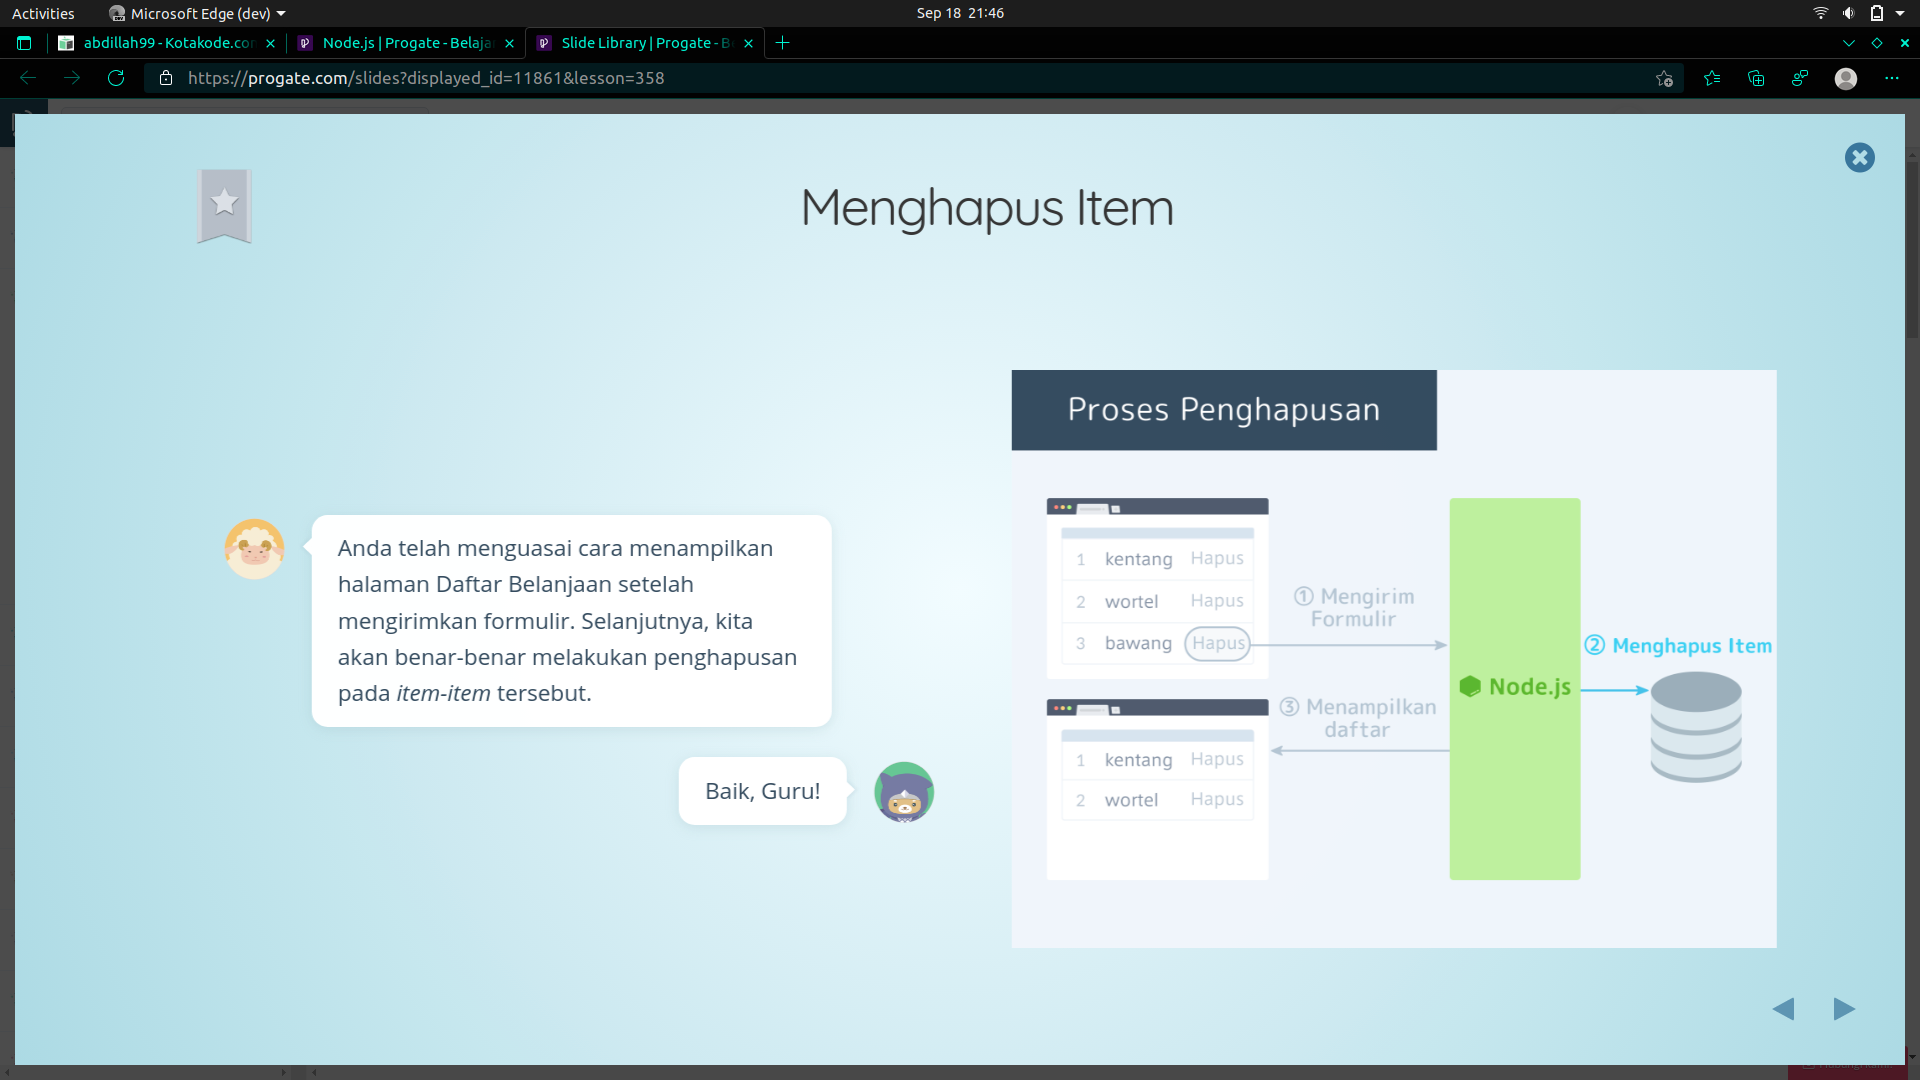 Activities
Microsoft Edge (dev)
Sep 18 21:46
abdillah99 - Kotakode.com
Node.js | Progate - Belaja
Slide Library | Progate - B
https://progate.com/slides?displayed_id=11861&lesson=358
Menghapus Item
Anda telah menguasai cara menampilkan
halaman Daftar Belanjaan setelah
mengirimkan formulir. Selanjutnya, kita
akan benar-benar melakukan penghapusan
pada item-item tersebut.
Baik, Guru!
Proses Penghapusan
1 kentang Hapus
2 wortel Hapus
3 bawang Hapus
① Mengirim
Formulir
Node.js
② Menghapus Item
③ Menampilkan
daftar
1 kentang Hapus
2 wortel Hapus